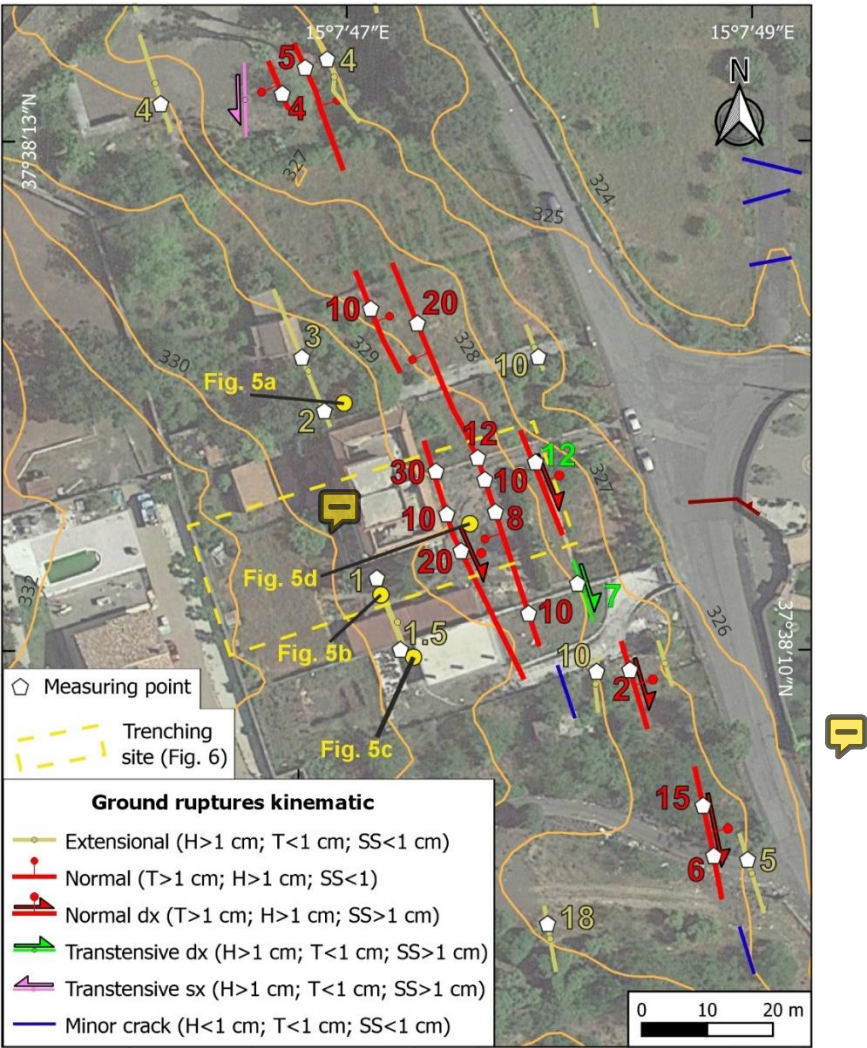 15°7′47″E
15°7′49″E
N
37°38′13″N
5
4
4
4
327
324
325
10
20
3
329
328
330
10
Fig. 5a
2
12
12
30
10
327
10
8
20
Fig. 5d
1
7
332
10
326
1.5
Fig. 5b
10
2
37°38′10″N
Fig. 5c
Measuring point
Trenching
site (Fig. 6)
15
6
5
18
Ground ruptures kinematic
Extensional (H>1 cm; T<1 cm; SS<1 cm)
Normal (T>1 cm; H>1 cm; SS<1)
Normal dx (T>1 cm; H>1 cm; SS>1 cm)
Transtensive dx (H>1 cm; T<1 cm; SS>1 cm)
Transtensive sx (H>1 cm; T<1 cm; SS>1 cm)
Minor crack (H<1 cm; T<1 cm; SS<1 cm)
0 10 20 m